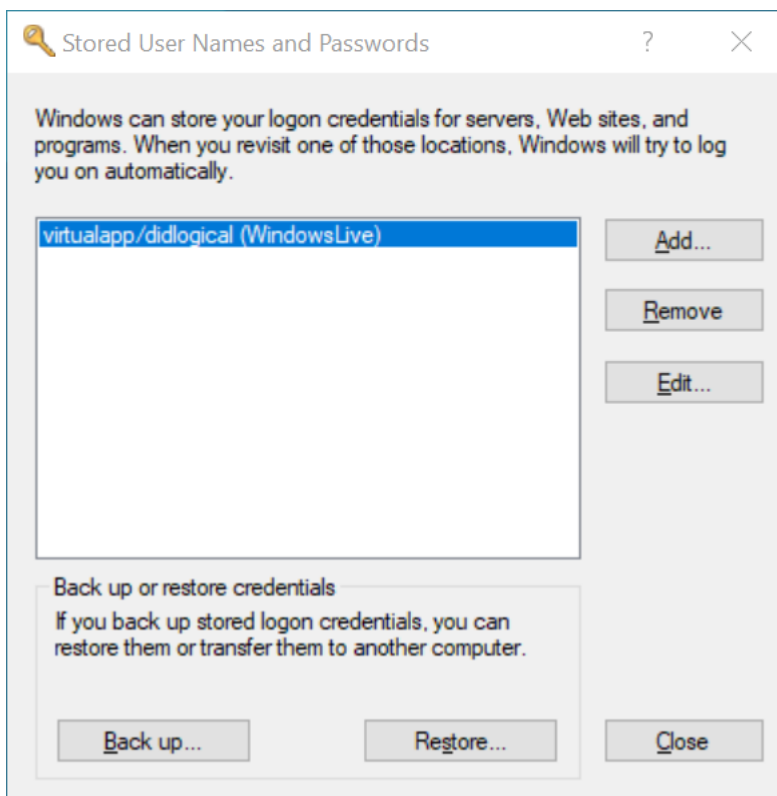 Stored User Names and Passwords
?
Windows can store your logon credentials for servers, Web sites, and
programs. When you revisit one of those locations, Windows will try to log
you on automatically.
virtualapp/didlogical (WindowsLive)
Add...
Remove
Edit...
Back up or restore credentials
If you back up stored logon credentials, you can
restore them or transfer them to another computer.
Back up...
Restore...
Close